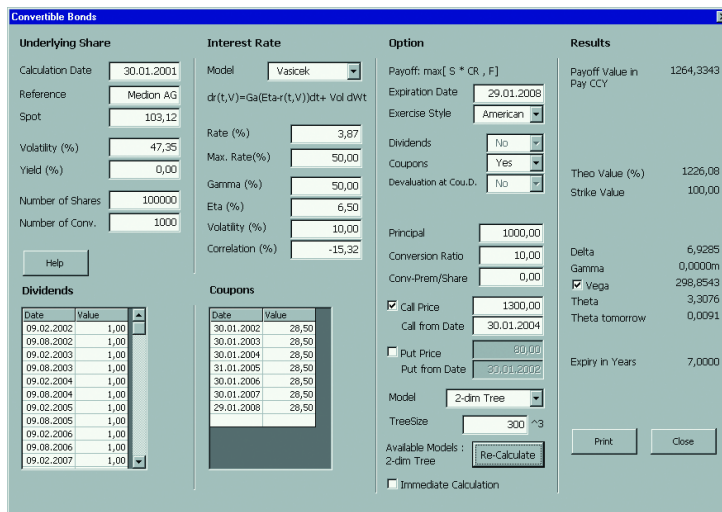 Convertible Bonds
Underlying Share
Calculation Date 30.01.2001
Reference Medion AG
Spot 103,12
Volatility (%) 47,35
Yield (%) 0,00
Number of Shares 100000
Number of Conv. 1000
Help
Dividends
Date Value
09.02.2002 1,00
09.08.2002 1,00
09.02.2003 1,00
09.08.2003 1,00
09.02.2004 1,00
09.08.2004 1,00
09.02.2005 1,00
09.08.2005 1,00
09.02.2006 1,00
09.08.2006 1,00
09.02.2007 1,00
Interest Rate
Model Vasicek
dr(t,V)=Ga(Eta-r(t,V))dt+ Vol dWt
Rate (%) 3,87
Max. Rate(%) 50,00
Gamma (%) 50,00
Eta (%) 6,50
Volatility (%) 10,00
Correlation (%) -15,32
Coupons
Date Value
30.01.2002 28,50
30.01.2003 28,50
30.01.2004 28,50
31.01.2005 28,50
30.01.2006 28,50
30.01.2007 28,50
29.01.2008 28,50
Option
Payoff: max[ S * CR , F]
Expiration Date 29.01.2008
Exercise Style American
Dividends No
Coupons Yes
Devaluation at Cou.D. No
Principal 1000,00
Conversion Ratio 10,00
Conv-Prem/Share 0,00
Call Price 1300,00
Call from Date 30.01.2004
Put Price 80,00
Put from Date 30.01.2002
Model 2-dim Tree
TreeSize 300 ^3
Available Models :
2-dim Tree
Re-Calculate
Immediate Calculation
Results
Payoff Value in 1264,3343
Pay CCY
Theo Value (%) 1226,08
Strike Value 100,00
Delta 6,9285
Gamma 0,0000m
Vega 298,8543
Theta 3,3076
Theta tomorrow 0,0091
Expiry in Years 7,0000
Print
Close